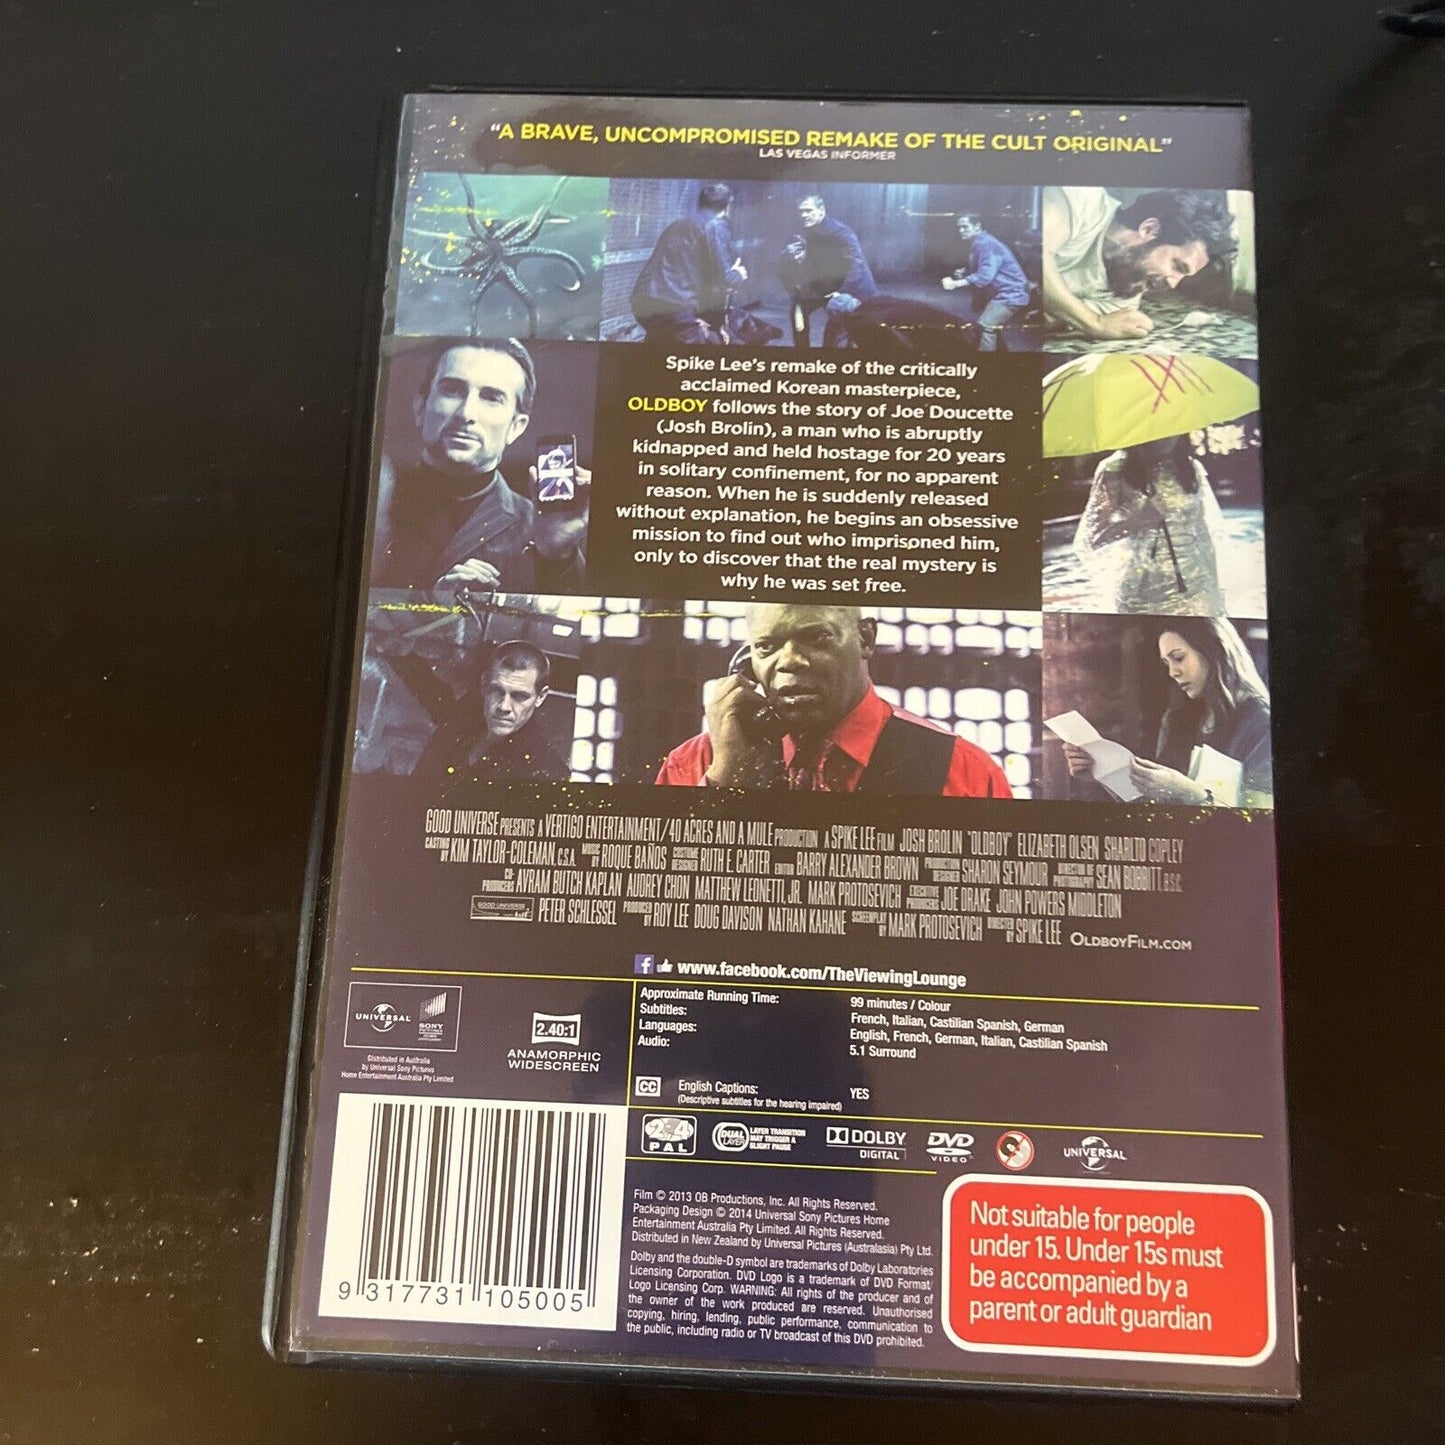 "A BRAVE, UNCOMPROMISED REMAKE OF THE CULT ORIGINAL"
LAS VEGAS INFORMER
Spike Lee's remake of the critically
acclaimed Korean masterpiece,
OLDBOY follows the story of Joe Doucette
(Josh Brolin), a man who is abruptly
kidnapped and held hostage for 20 years
in solitary confinement, for no apparent
reason. When he is suddenly released
without explanation, he begins an obsessive
mission to find out who imprisoned him,
only to discover that the real mystery is
why he was set free.
GOOD UNIVERSE PRESENTS A VERTIGO ENTERTAINMENT/40 ACRES AND A MULE PRODUCTION A SPIKE LEE FILM JOSH BROLIN "OLDBOY" ELIZABETH OLSEN SHARLTO COPLEY
CASTING BY KIM TAYLOR-COLEMAN, C.S.A. MUSIC BY ROQUE BAÑOS COSTUME DESIGNER RUTH E. CARTER EDITOR BARRY ALEXANDER BROWN PRODUCTION DESIGNER SHARON SEYMOUR DIRECTOR OF PHOTOGRAPHY SEAN BOBBITT, B.S.C.
CO-PRODUCERS AVRAM BUTCH KAPLAN AUDREY CHON MATTHEW LEONETTI, JR. MARK PROTOSEVICH EXECUTIVE PRODUCERS JOE DRAKE JOHN POWERS MIDDLETON
GOOD UNIVERSE PETER SCHLESSEL PRODUCED BY ROY LEE DOUG DAVISON NATHAN KAHANE SCREENPLAY BY MARK PROTOSEVICH DIRECTED BY SPIKE LEE OLDBOYFILM.COM
f www.facebook.com/TheViewingLounge
UNIVERSAL
SONY
Distributed in Australia
by Universal Sony Pictures
Home Entertainment Australia Pty Limited
2.40:1
ANAMORPHIC
WIDESCREEN
Approximate Running Time: 99 minutes / Colour
Subtitles: French, Italian, Castilian Spanish, German
Languages: English, French, German, Italian, Castilian Spanish
Audio: 5.1 Surround
CC English Captions: YES
(Descriptive subtitles for the hearing impaired)
2 4
PAL
DUAL LAYER
LAYER TRANSITION
MAY TRIGGER A
SLIGHT PAUSE
DOLBY
DIGITAL
DVD
VIDEO
UNIVERSAL
9 317731 105005
Film © 2013 OB Productions, Inc. All Rights Reserved.
Packaging Design © 2014 Universal Sony Pictures Home
Entertainment Australia Pty Limited. All Rights Reserved.
Distributed in New Zealand by Universal Pictures (Australasia) Pty Ltd.
Dolby and the double-D symbol are trademarks of Dolby Laboratories
Licensing Corporation. DVD Logo is a trademark of DVD Format/
Logo Licensing Corp. WARNING: All rights of the producer and of
the owner of the work produced are reserved. Unauthorised
copying, hiring, lending, public performance, communication to
the public, including radio or TV broadcast of this DVD prohibited.
Not suitable for people
under 15. Under 15s must
be accompanied by a
parent or adult guardian